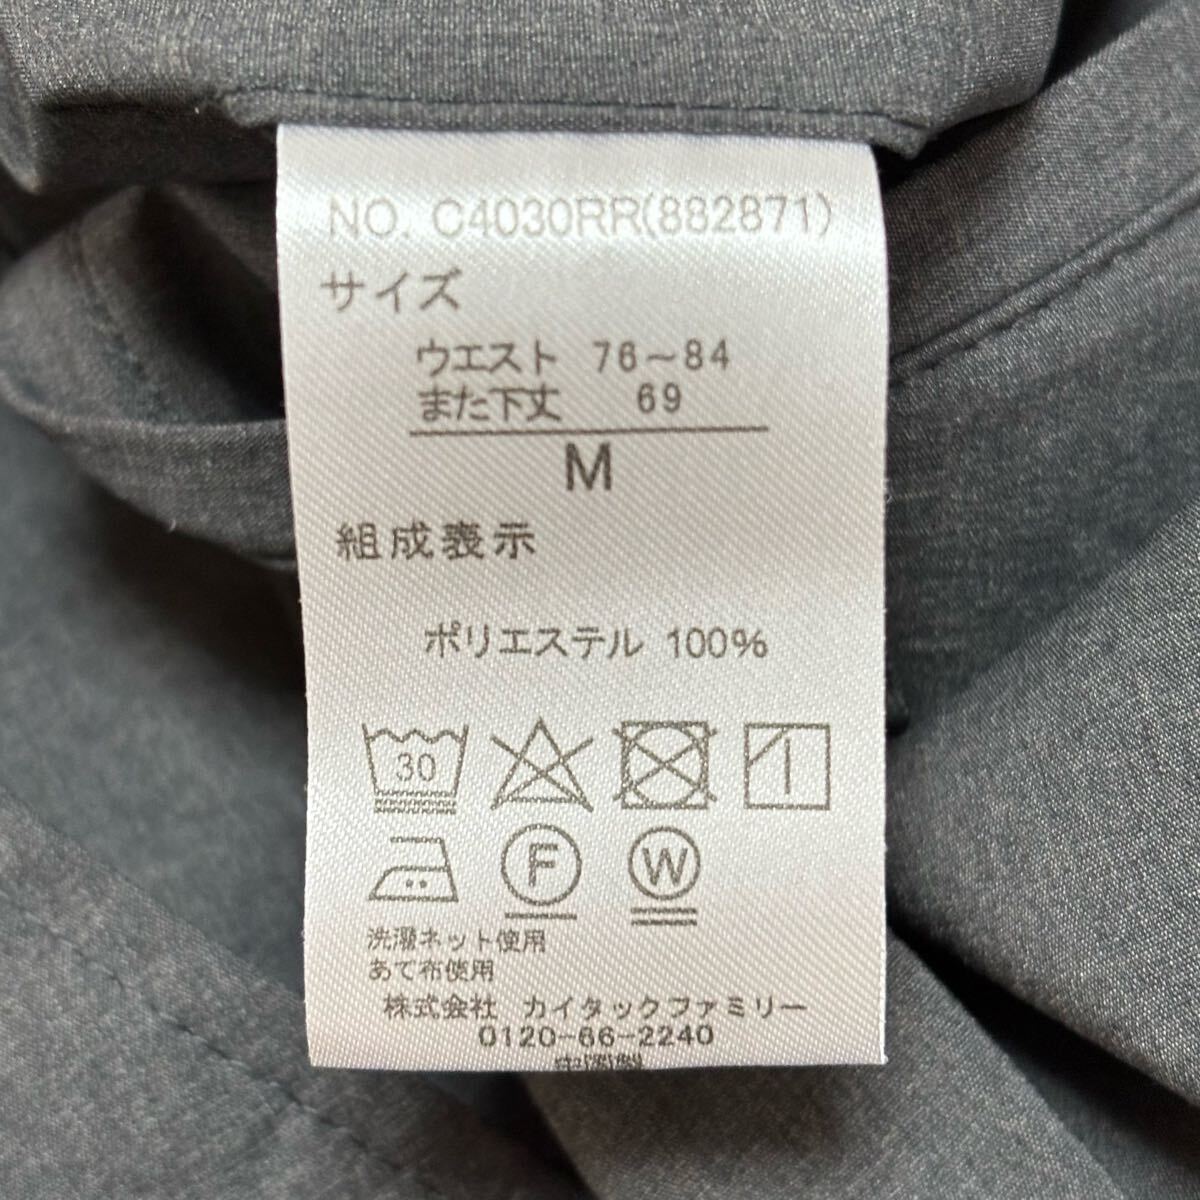 NO. C4030RR(882871)
サイズ
ウエスト 76～84
また下丈 69
M
組成表示
ポリエステル 100%
30
F
W
洗濯ネット使用
あて布使用
株式会社 カイタックファミリー
0120-66-2240
中国製